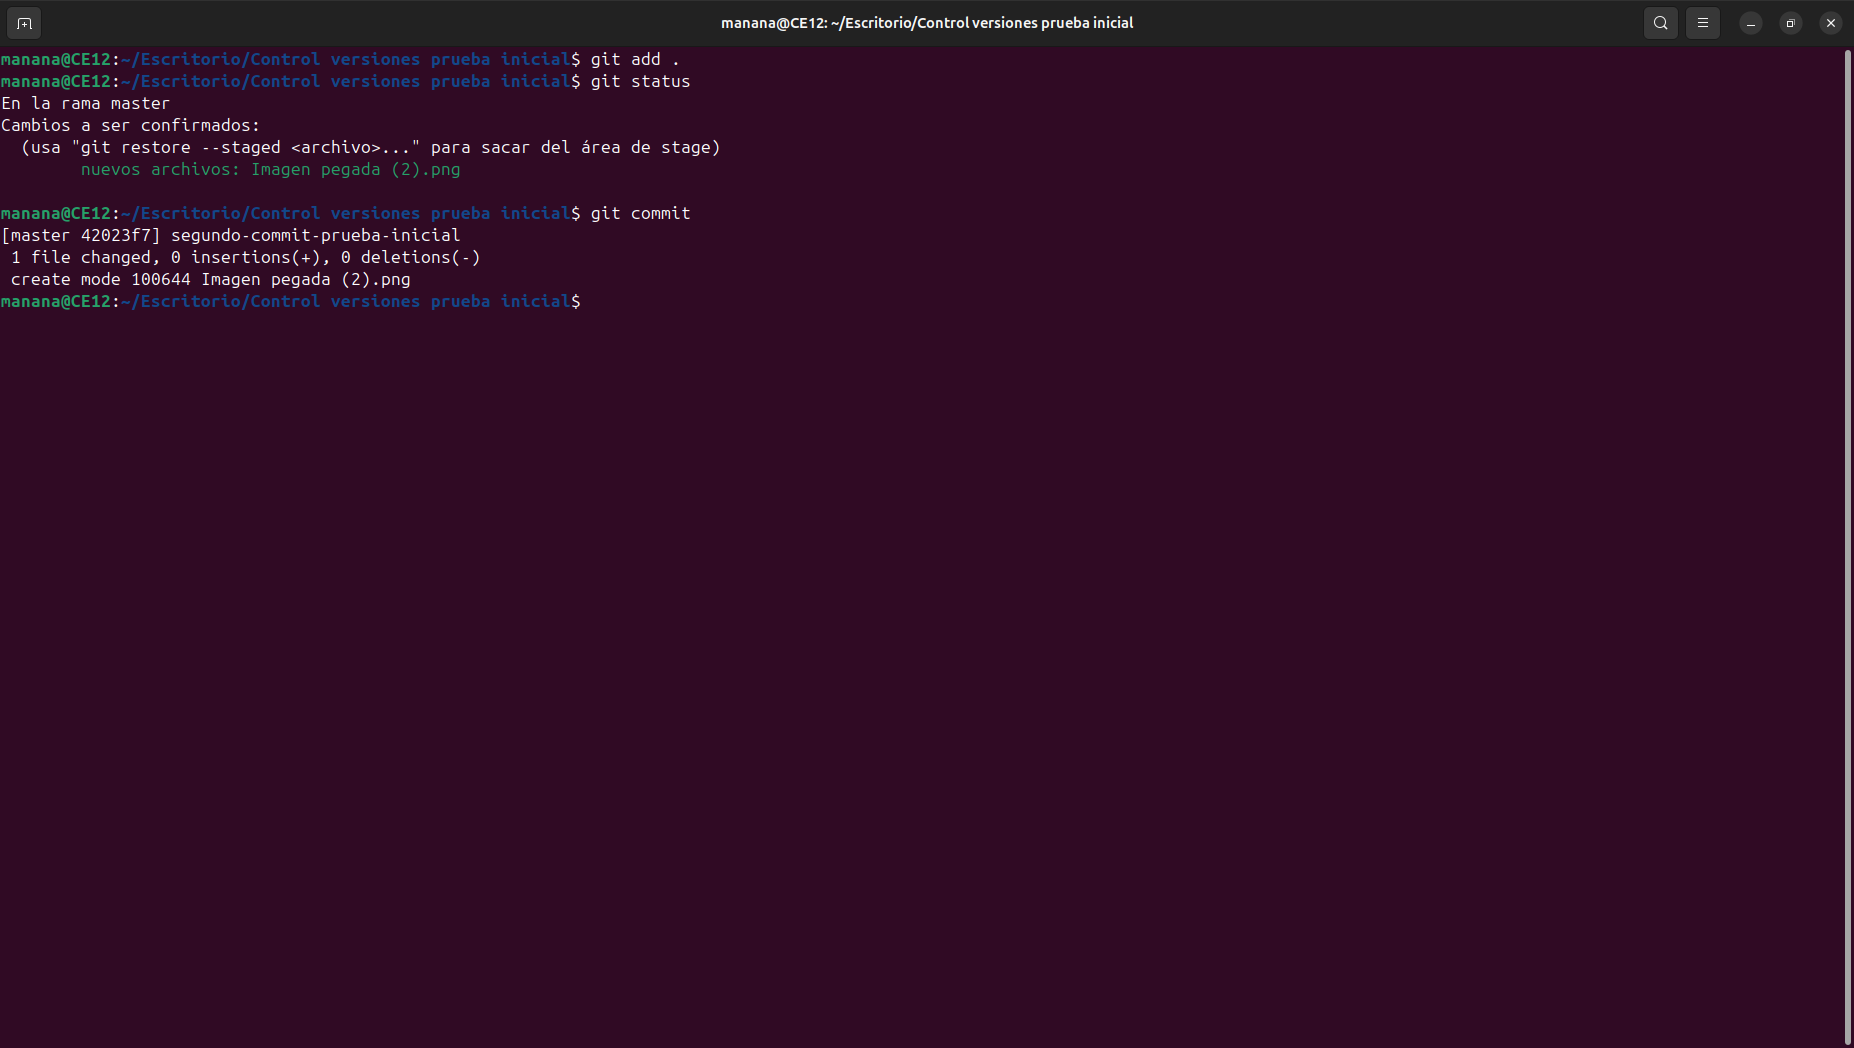 manana@CE12: ~/Escritorio/Control versiones prueba inicial
manana@CE12:~/Escritorio/Control versiones prueba inicial$ git add .
manana@CE12:~/Escritorio/Control versiones prueba inicial$ git status
En la rama master
Cambios a ser confirmados:
  (usa "git restore --staged <archivo>..." para sacar del área de stage)
        nuevos archivos: Imagen pegada (2).png
manana@CE12:~/Escritorio/Control versiones prueba inicial$ git commit
[master 42023f7] segundo-commit-prueba-inicial
 1 file changed, 0 insertions(+), 0 deletions(-)
 create mode 100644 Imagen pegada (2).png
manana@CE12:~/Escritorio/Control versiones prueba inicial$